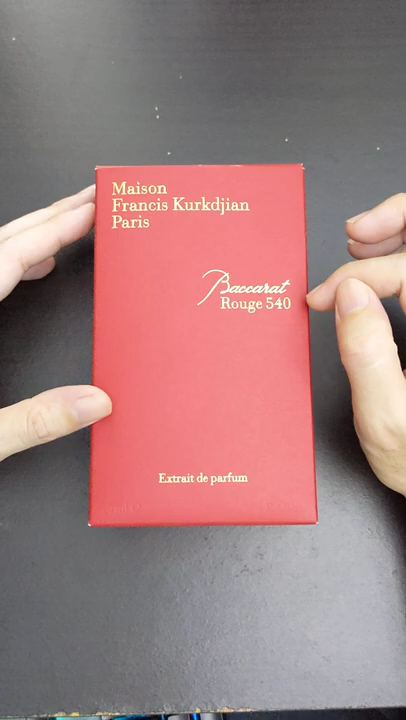 Maison
Francis Kurkdjian
Paris
Baccarat
Rouge 540
Extrait de parfum